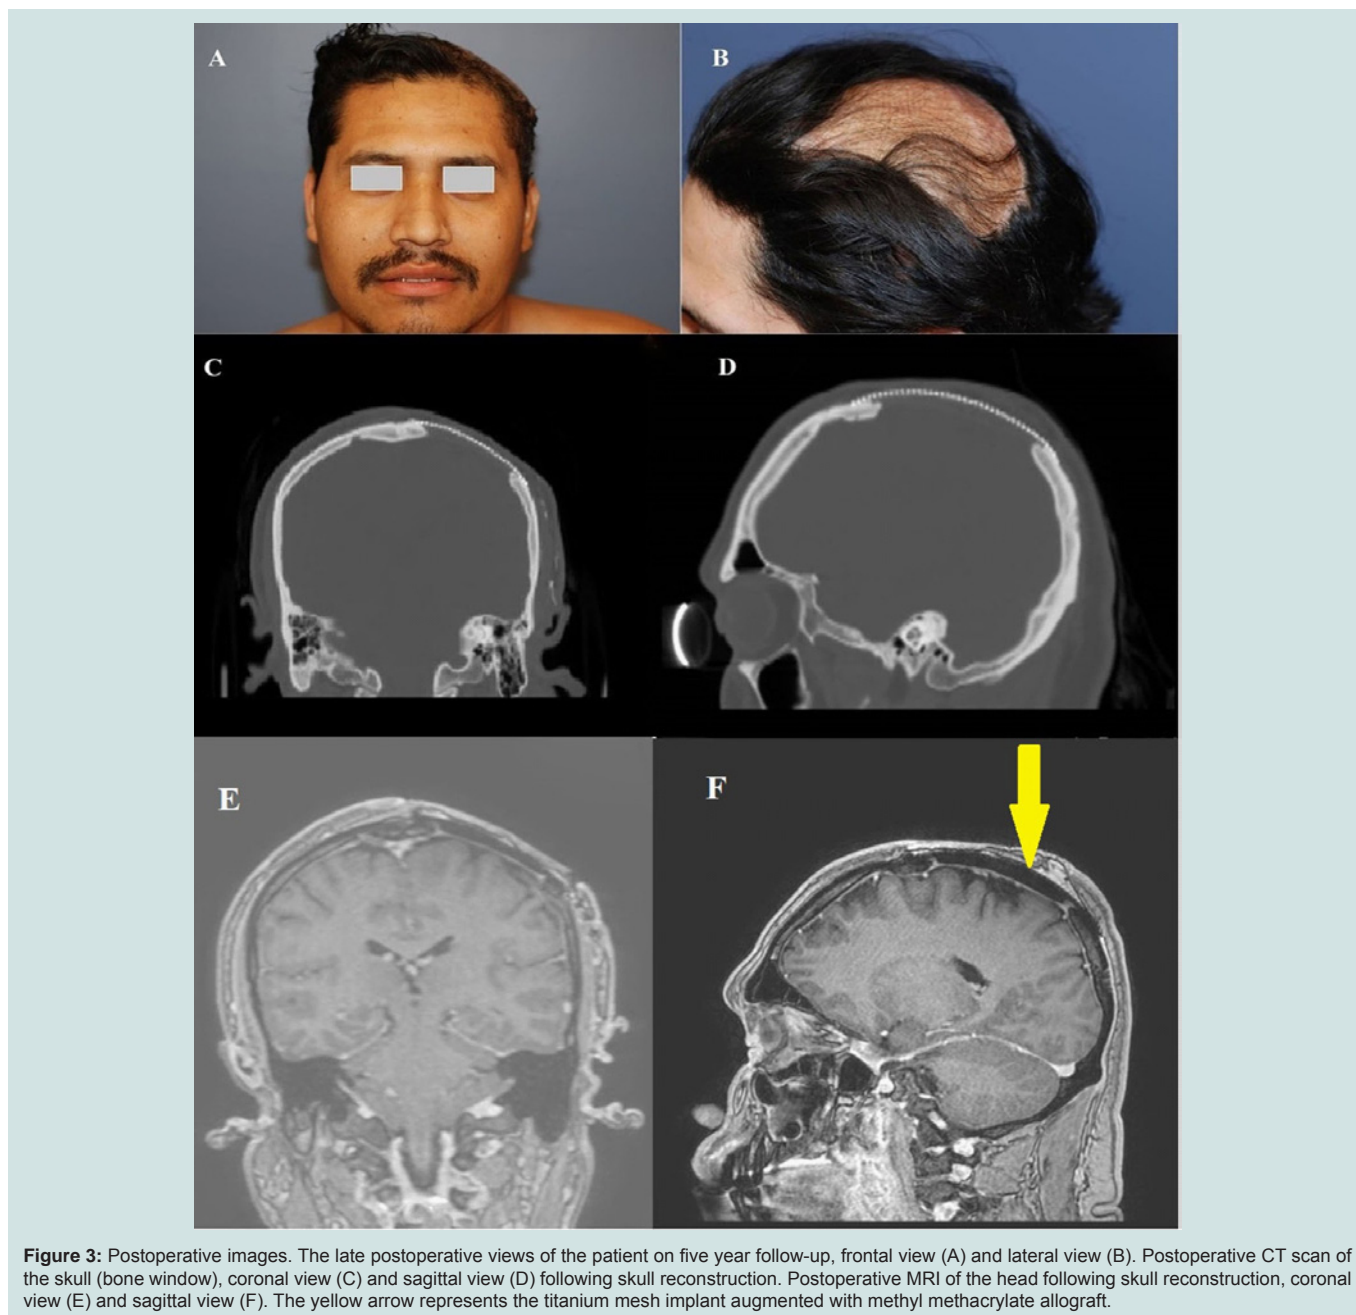 A
B
C
D
E
F
Figure 3: Postoperative images. The late postoperative views of the patient on five year follow-up, frontal view (A) and lateral view (B). Postoperative CT scan of
the skull (bone window), coronal view (C) and sagittal view (D) following skull reconstruction. Postoperative MRI of the head following skull reconstruction, coronal
view (E) and sagittal view (F). The yellow arrow represents the titanium mesh implant augmented with methyl methacrylate allograft.